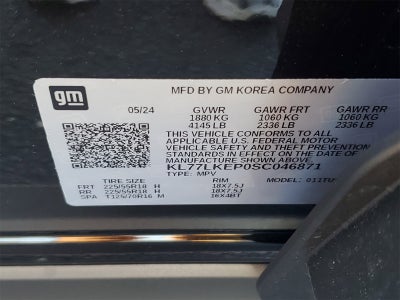 gm
MFD BY GM KOREA COMPANY
05/24 GVWR GAWR FRT GAWR RR
1880 KG 1060 KG 1060 KG
4145 LB 2336 LB 2336 LB
THIS VEHICLE CONFORMS TO ALL
APPLICABLE U.S. FEDERAL MOTOR
VEHICLE SAFETY AND THEFT PREVENTION
STANDARDS IN EFFECT ON THE DATE
OF MANUFACTURE SHOWN ABOVE.
KL77LKEP0SC046871
TYPE: MPV MODEL: 011TU
TIRE SIZE RIM
FRT 225/55R18 H 18X7.5J
RR 225/55R18 H 18X7.5J
SPA T125/70R16 M 16X4BT